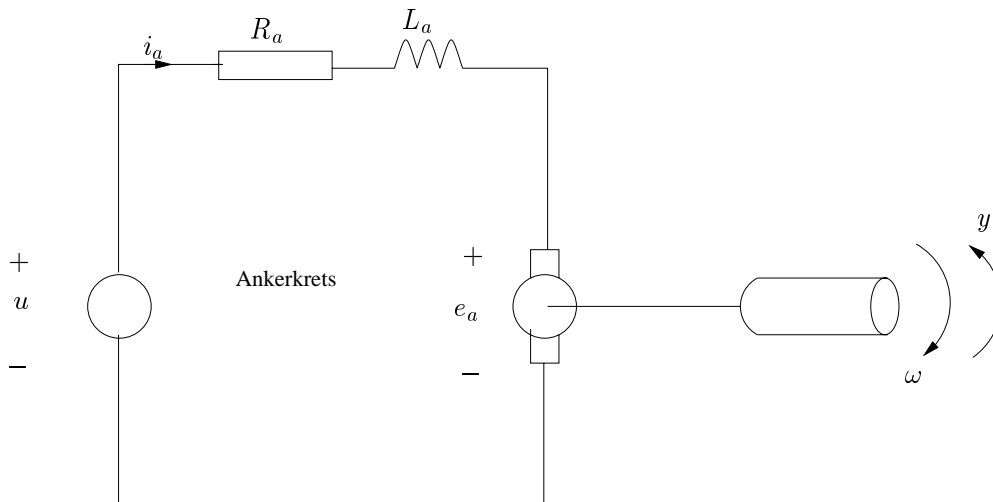 i_a
R_a
L_a
+
u
−
Ankerkrets
+
e_a
−
y
ω